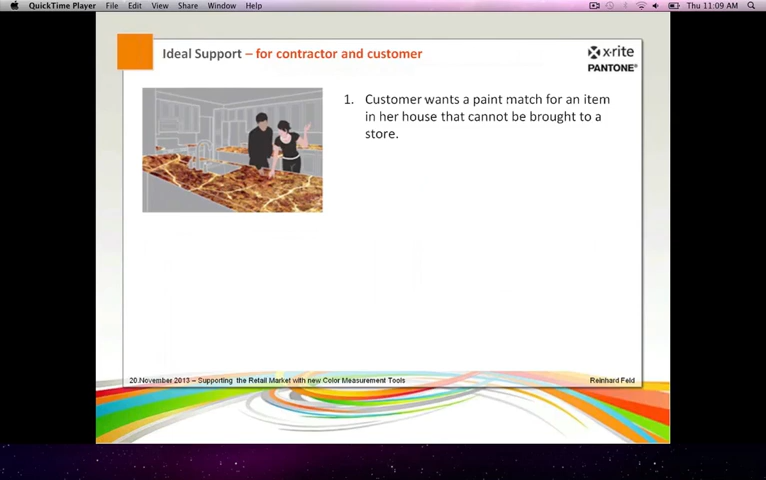 QuickTime Player File Edit View Share Window Help Thu 11:09 AM
Ideal Support – for contractor and customer
x·rite
PANTONE®
1. Customer wants a paint match for an item
in her house that cannot be brought to a
store.
20.November 2013 – Supporting the Retail Market with new Color Measurement Tools Reinhard Feld